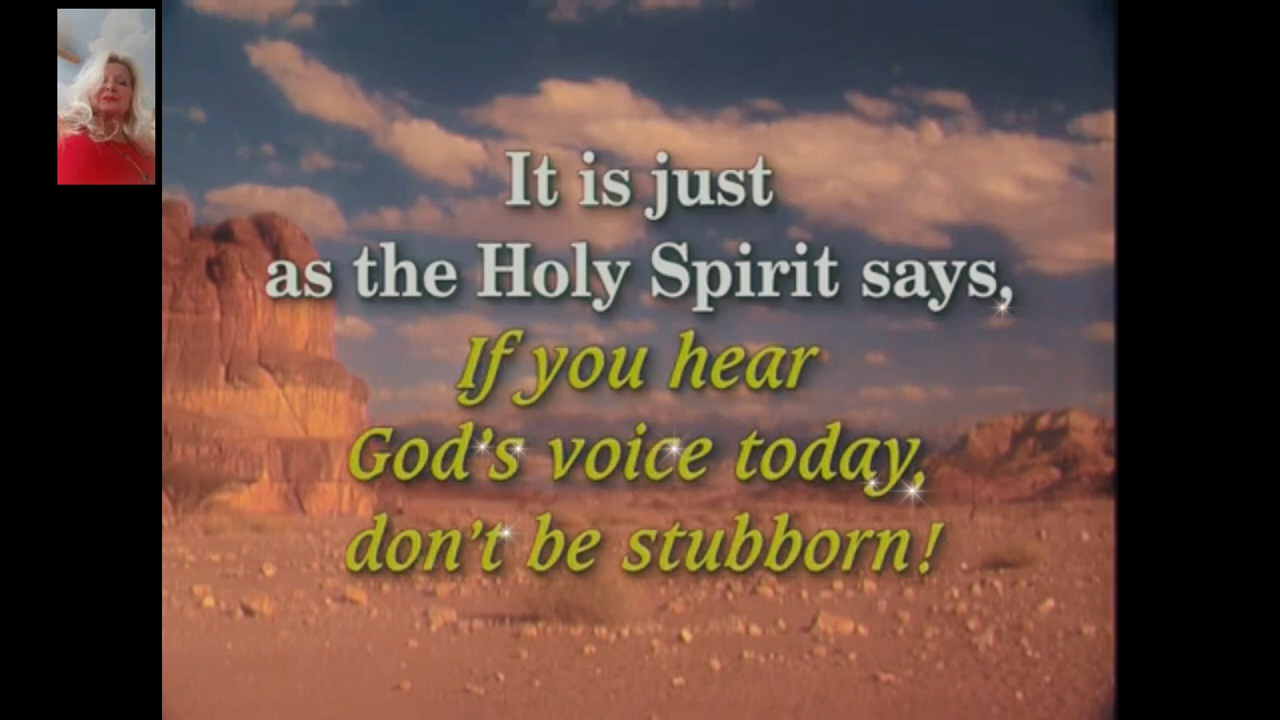 It is just
as the Holy Spirit says,
If you hear
God's voice today,
don't be stubborn!